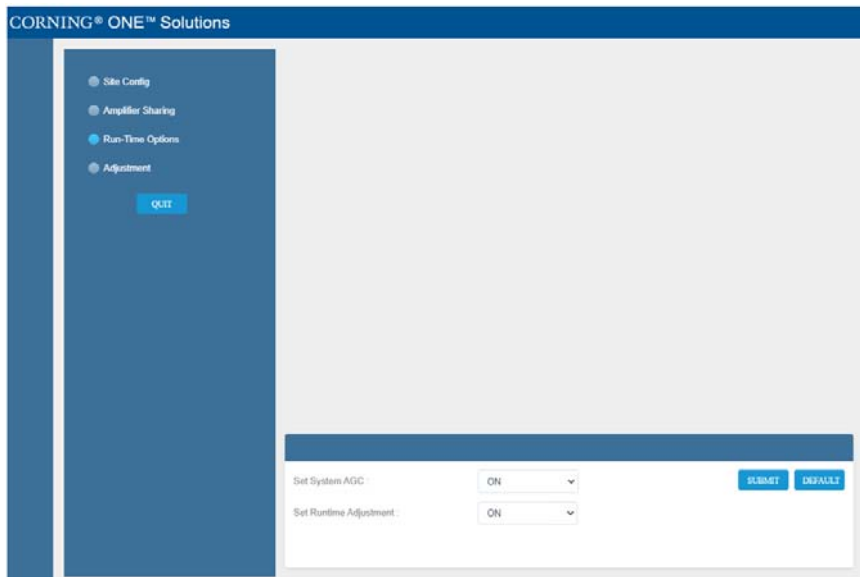 CORNING® ONE™ Solutions
Site Config
Amplifier Sharing
Run-Time Options
Adjustment
QUIT
Set System AGC :
ON
SUBMIT
DEFAULT
Set Runtime Adjustment :
ON